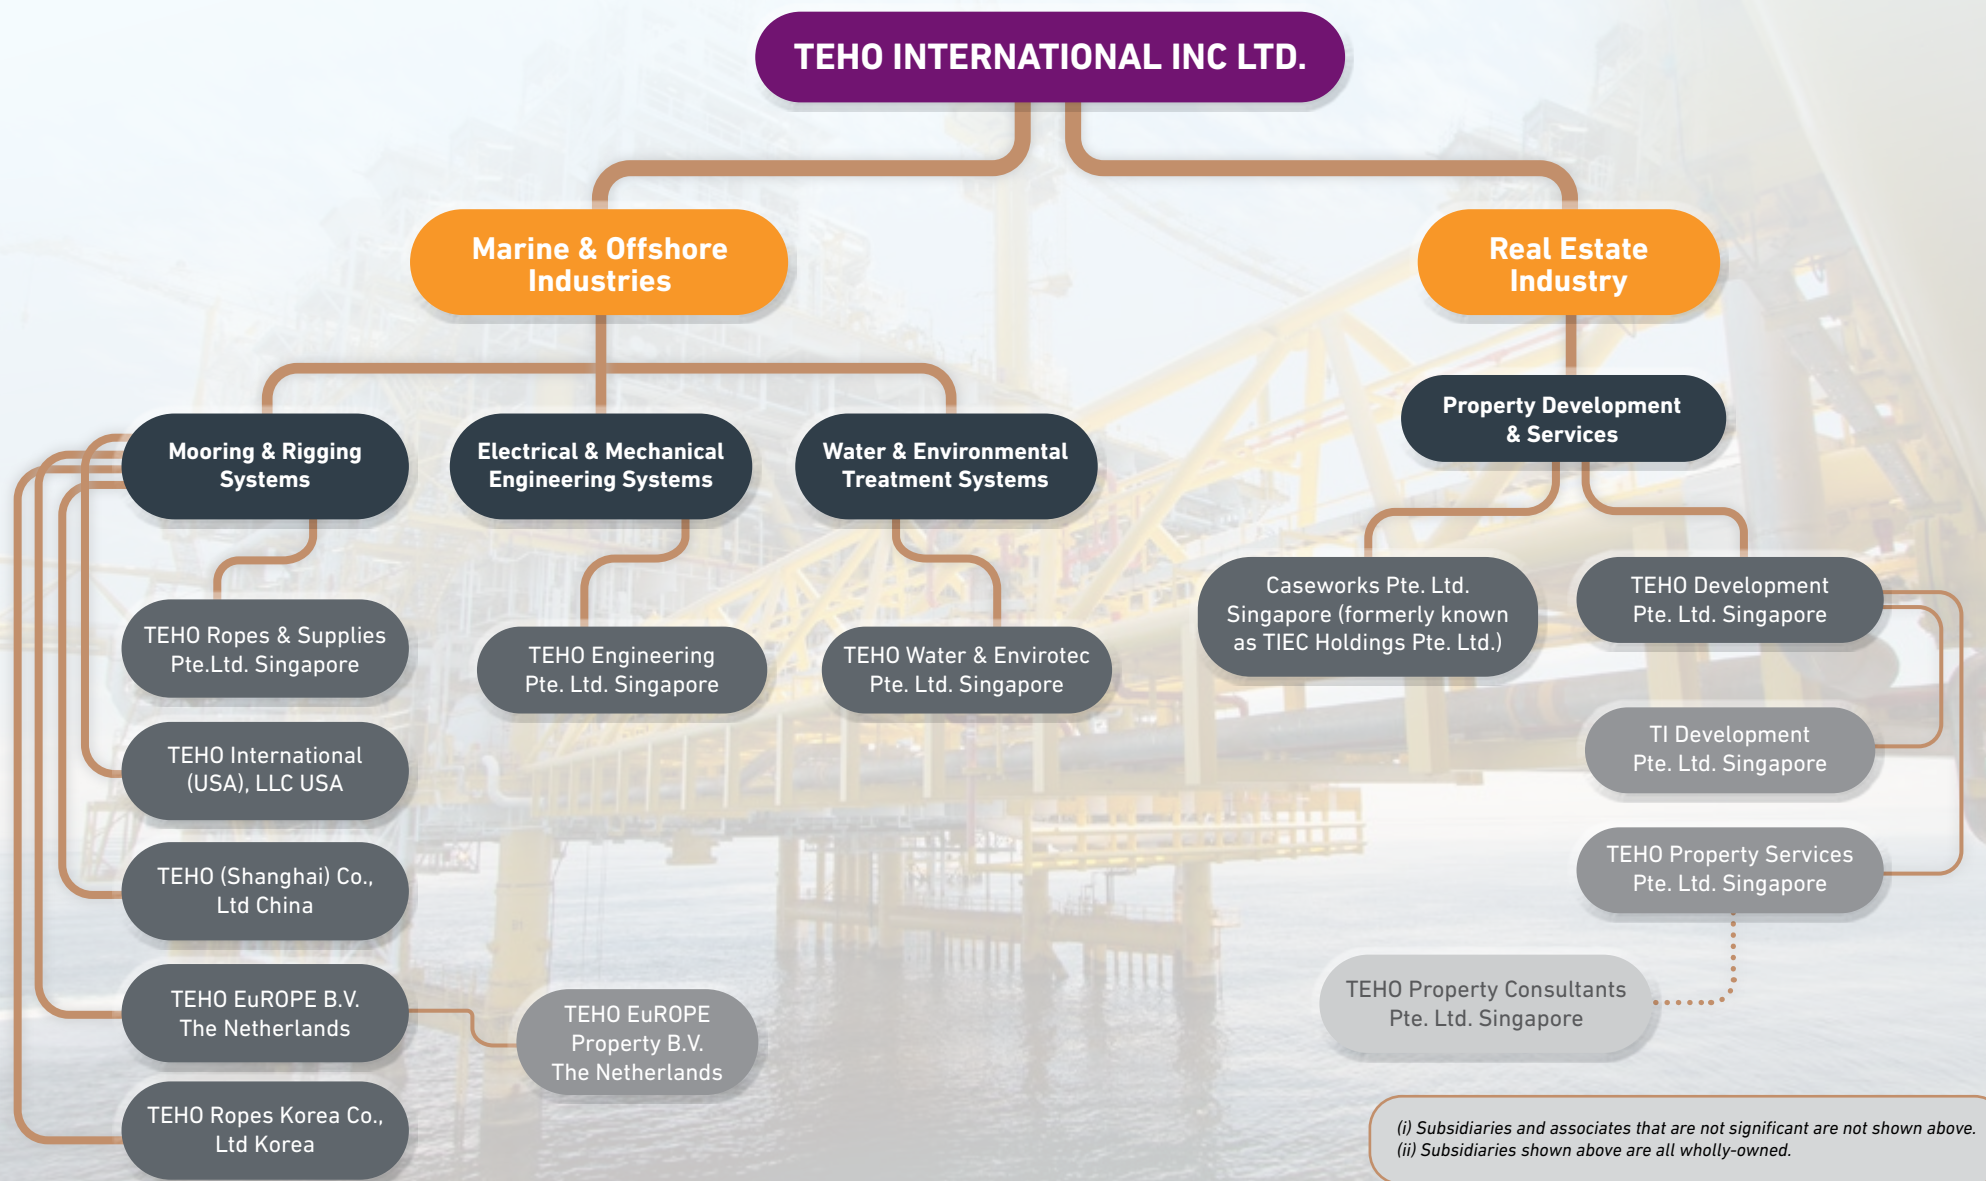 TEHO INTERNATIONAL INC LTD.
Marine & Offshore
Industries
Real Estate
Industry
Mooring & Rigging
Systems
Electrical & Mechanical
Engineering Systems
Water & Environmental
Treatment Systems
Property Development
& Services
TEHO Ropes & Supplies
Pte.Ltd. Singapore
TEHO International
(USA), LLC USA
TEHO (Shanghai) Co.,
Ltd China
TEHO EuROPE B.V.
The Netherlands
TEHO Ropes Korea Co.,
Ltd Korea
TEHO EuROPE
Property B.V.
The Netherlands
TEHO Engineering
Pte. Ltd. Singapore
TEHO Water & Envirotec
Pte. Ltd. Singapore
Caseworks Pte. Ltd.
Singapore (formerly known
as TIEC Holdings Pte. Ltd.)
TEHO Development
Pte. Ltd. Singapore
TI Development
Pte. Ltd. Singapore
TEHO Property Services
Pte. Ltd. Singapore
TEHO Property Consultants
Pte. Ltd. Singapore
(i) Subsidiaries and associates that are not significant are not shown above.
(ii) Subsidiaries shown above are all wholly-owned.